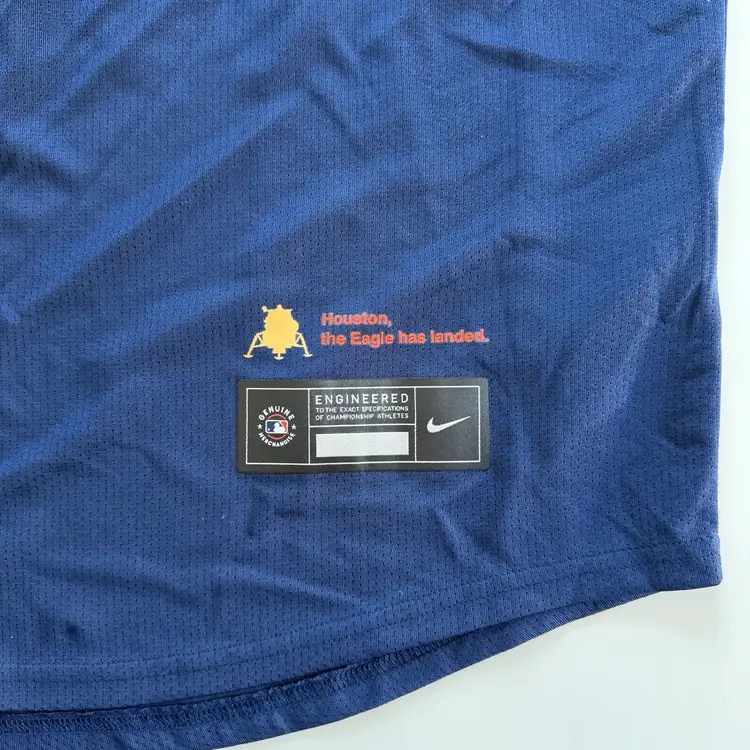 Houston,
the Eagle has landed.
GENUINE
MERCHANDISE
ENGINEERED
TO THE EXACT SPECIFICATIONS
OF CHAMPIONSHIP ATHLETES